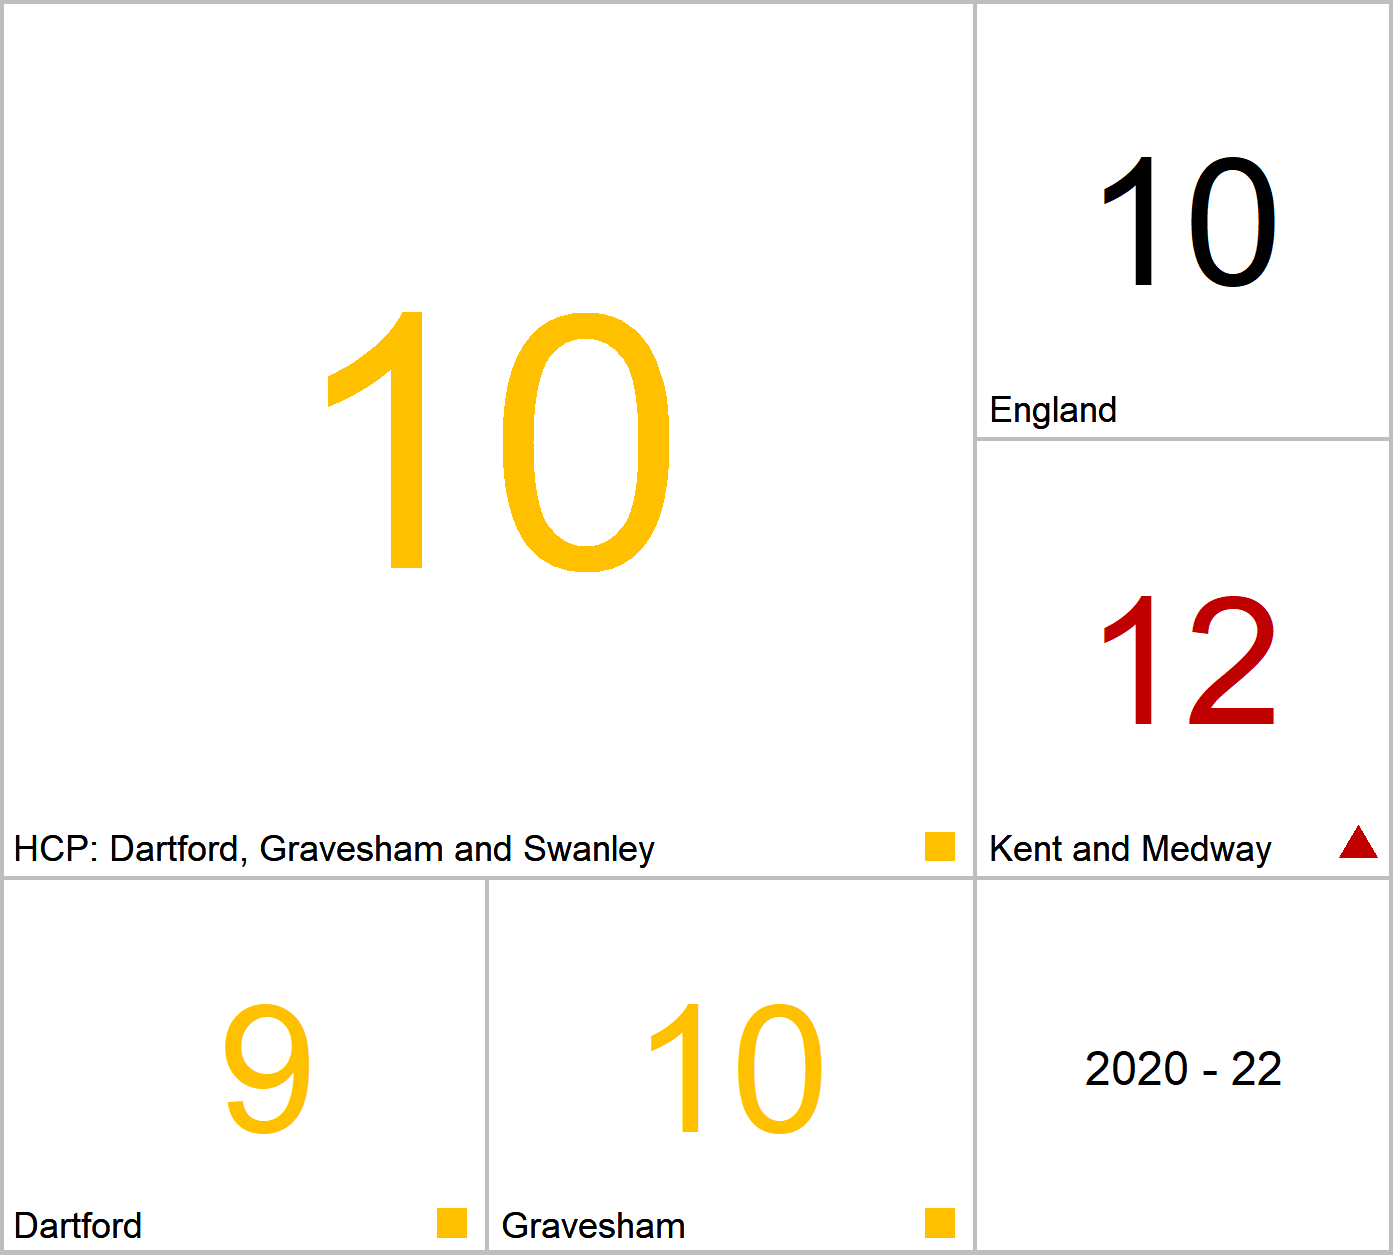 10
HCP: Dartford, Gravesham and Swanley
10
England
12
Kent and Medway
9
Dartford
10
Gravesham
2020 - 22